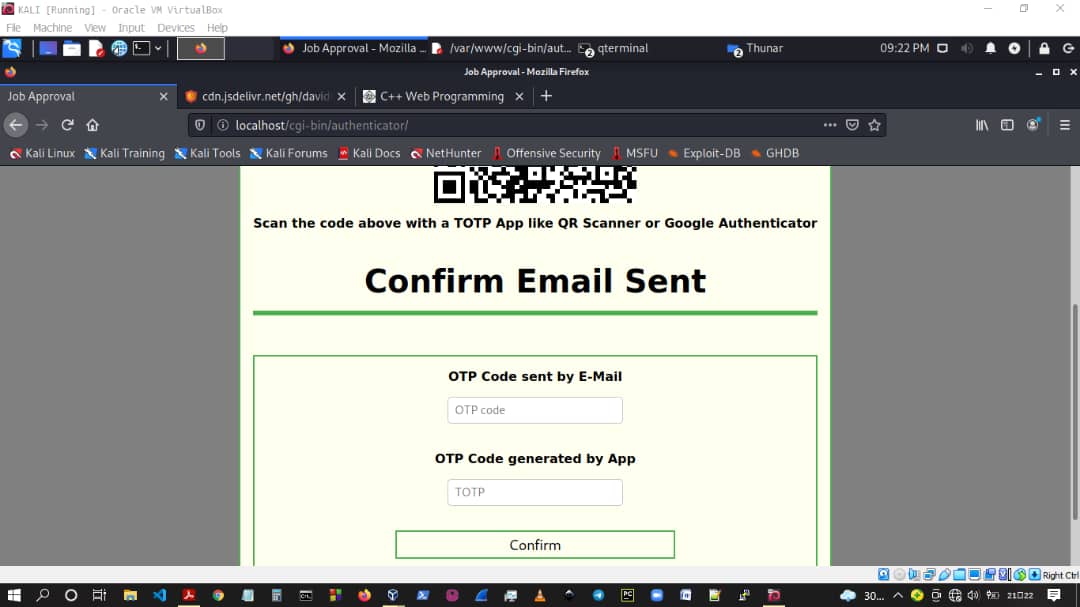 KALI [Running] - Oracle VM VirtualBox
File Machine View Input Devices Help
Job Approval - Mozilla ... /var/www/cgi-bin/aut... qterminal Thunar 09:22 PM
Job Approval - Mozilla Firefox
Job Approval cdn.jsdelivr.net/gh/david C++ Web Programming
localhost/cgi-bin/authenticator/
Kali Linux Kali Training Kali Tools Kali Forums Kali Docs NetHunter Offensive Security MSFU Exploit-DB GHDB
Scan the code above with a TOTP App like QR Scanner or Google Authenticator
Confirm Email Sent
OTP Code sent by E-Mail
OTP code
OTP Code generated by App
TOTP
Confirm
Right Ctrl
30... 21□22